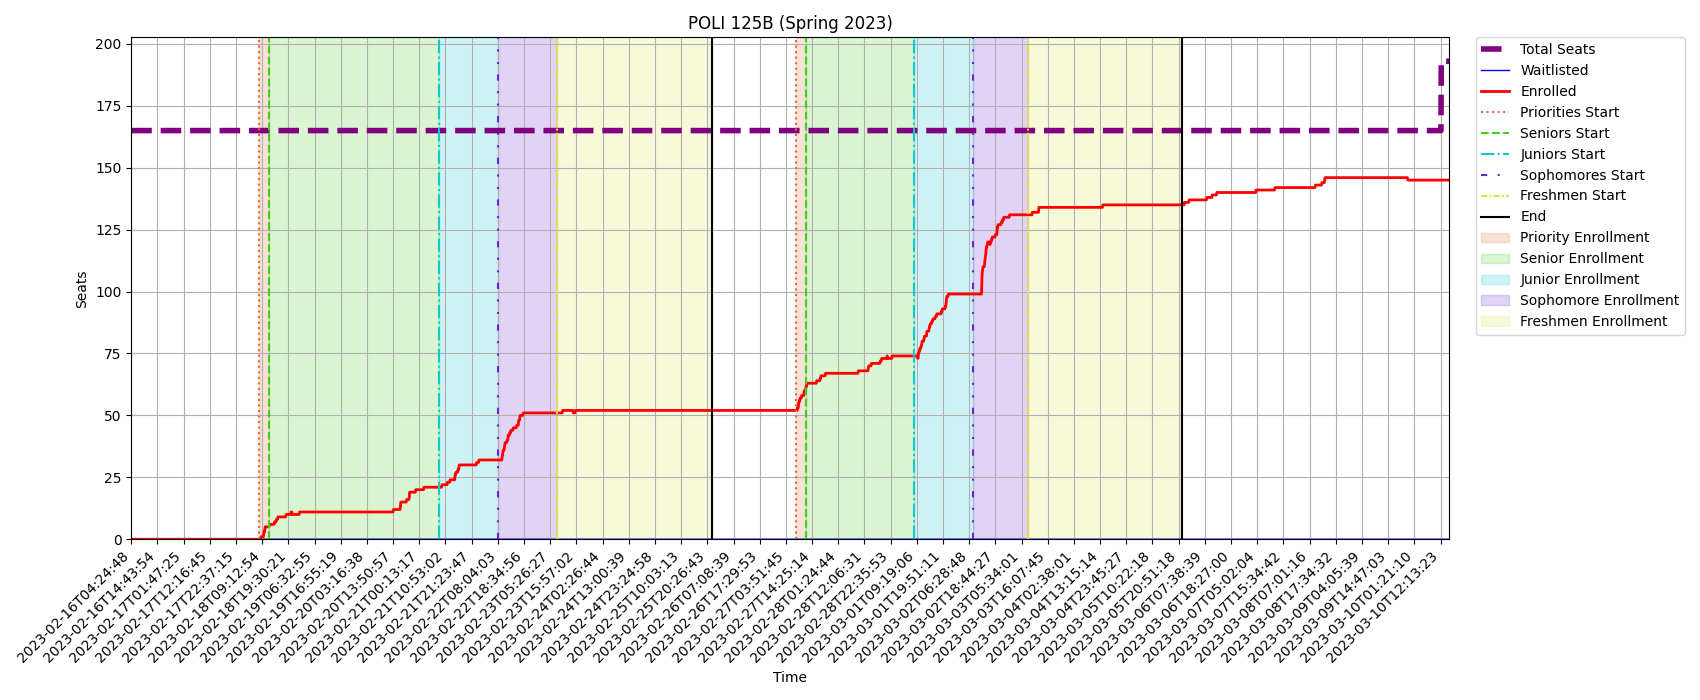 POLI 125B (Spring 2023)
Seats
200
175
150
125
100
75
50
25
0
2023-02-16T04:24:48
2023-02-16T14:43:54
2023-02-17T01:47:25
2023-02-17T12:16:45
2023-02-17T22:37:15
2023-02-18T09:12:54
2023-02-18T19:30:21
2023-02-19T06:32:55
2023-02-19T16:55:19
2023-02-20T03:16:38
2023-02-20T13:50:57
2023-02-21T00:13:17
2023-02-21T10:53:02
2023-02-21T21:23:47
2023-02-22T08:04:03
2023-02-22T18:34:56
2023-02-23T05:26:27
2023-02-23T15:57:02
2023-02-24T02:26:44
2023-02-24T13:00:39
2023-02-24T23:24:58
2023-02-25T10:03:13
2023-02-25T20:26:43
2023-02-26T07:08:39
2023-02-26T17:29:53
2023-02-27T03:51:45
2023-02-27T14:25:14
2023-02-28T01:24:44
2023-02-28T12:06:31
2023-02-28T22:35:53
2023-03-01T09:19:06
2023-03-01T19:51:11
2023-03-02T06:28:48
2023-03-02T18:44:27
2023-03-03T05:34:01
2023-03-03T16:07:45
2023-03-04T02:38:01
2023-03-04T13:15:14
2023-03-04T23:45:27
2023-03-05T10:22:18
2023-03-05T20:51:18
2023-03-06T07:38:39
2023-03-06T18:27:00
2023-03-07T05:02:04
2023-03-07T15:34:42
2023-03-08T07:01:16
2023-03-08T17:34:32
2023-03-09T04:05:39
2023-03-09T14:47:03
2023-03-10T01:21:10
2023-03-10T12:13:23
Time
Total Seats
Waitlisted
Enrolled
Priorities Start
Seniors Start
Juniors Start
Sophomores Start
Freshmen Start
End
Priority Enrollment
Senior Enrollment
Junior Enrollment
Sophomore Enrollment
Freshmen Enrollment